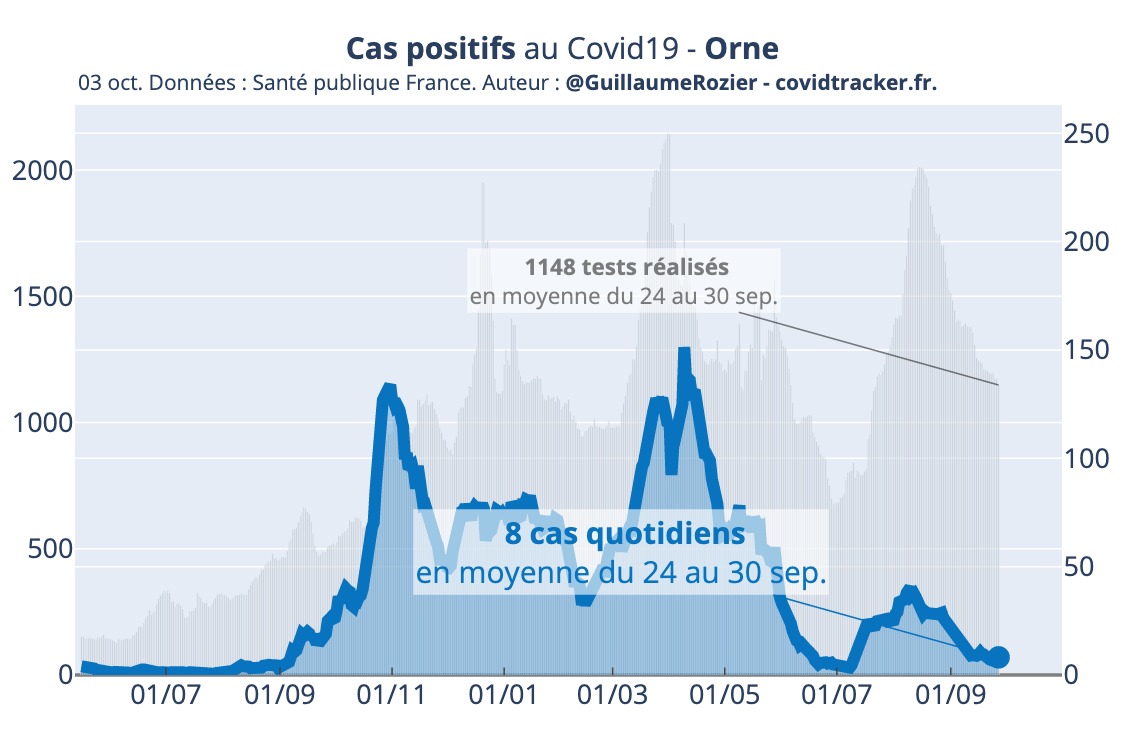 Cas positifs au Covid19 - Orne
03 oct. Données : Santé publique France. Auteur : @GuillaumeRozier - covidtracker.fr.
250
2000
200
1148 tests réalisés
en moyenne du 24 au 30 sep.
1500
150
1000
100
8 cas quotidiens
500
en moyenne du 24 au 30 sep.
50
0
0
01/07 01/09 01/11 01/01 01/03 01/05 01/07 01/09